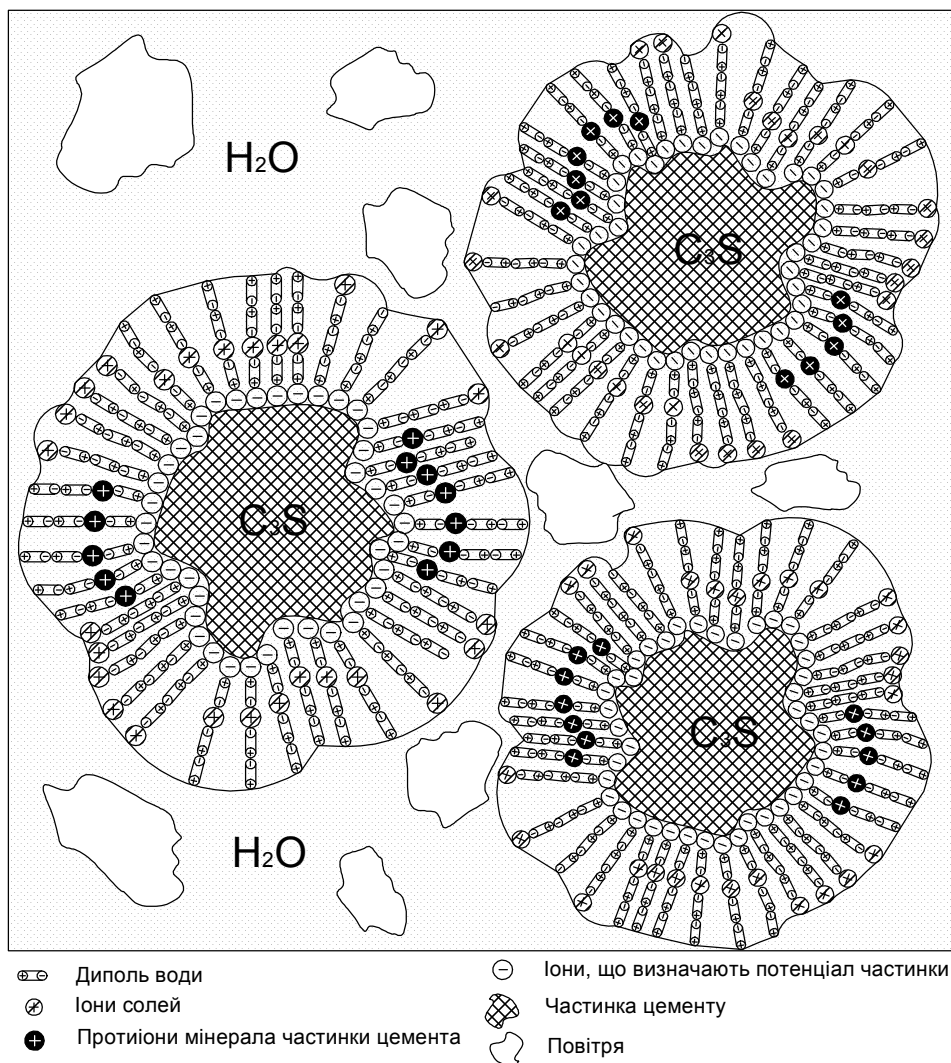 H₂O
C₃S
C₃S
C₃S
H₂O
Диполь води
Іони солей
Протиіони мінерала частинки цемента
Іони, що визначають потенціал частинки
Частинка цементу
Повітря